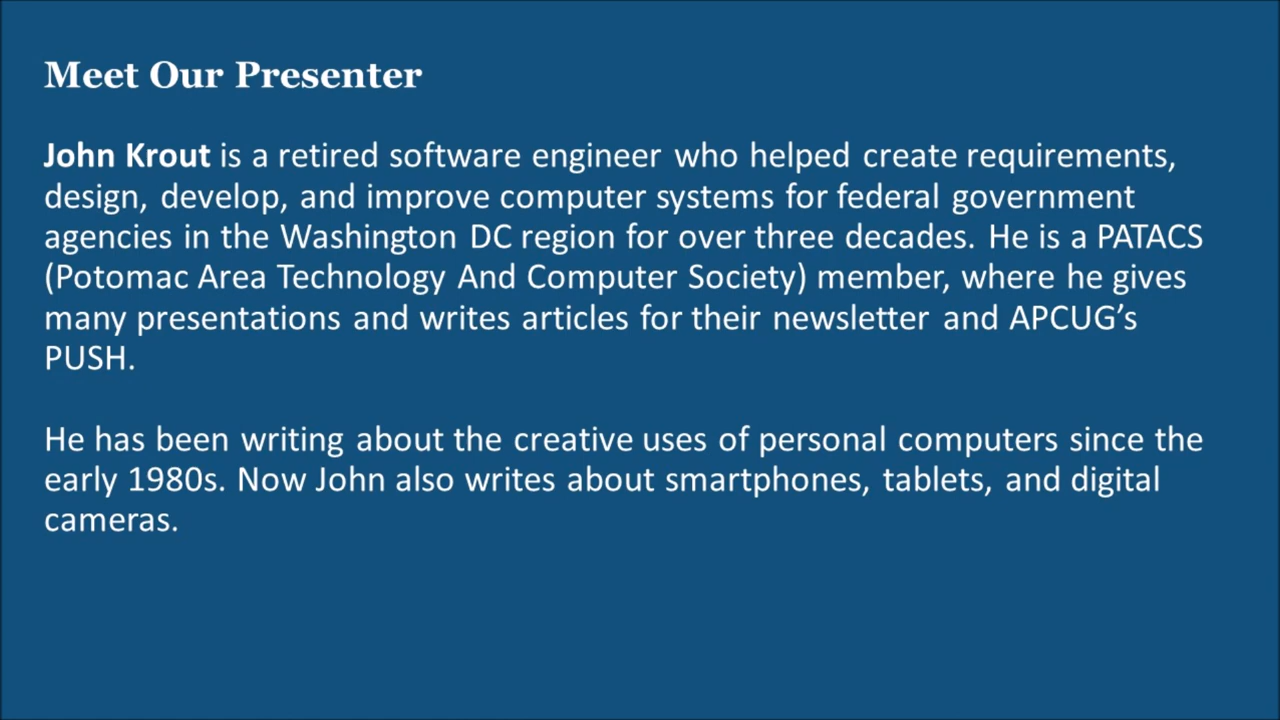 Meet Our Presenter
John Krout is a retired software engineer who helped create requirements,
design, develop, and improve computer systems for federal government
agencies in the Washington DC region for over three decades. He is a PATACS
(Potomac Area Technology And Computer Society) member, where he gives
many presentations and writes articles for their newsletter and APCUG’s
PUSH.
He has been writing about the creative uses of personal computers since the
early 1980s. Now John also writes about smartphones, tablets, and digital
cameras.